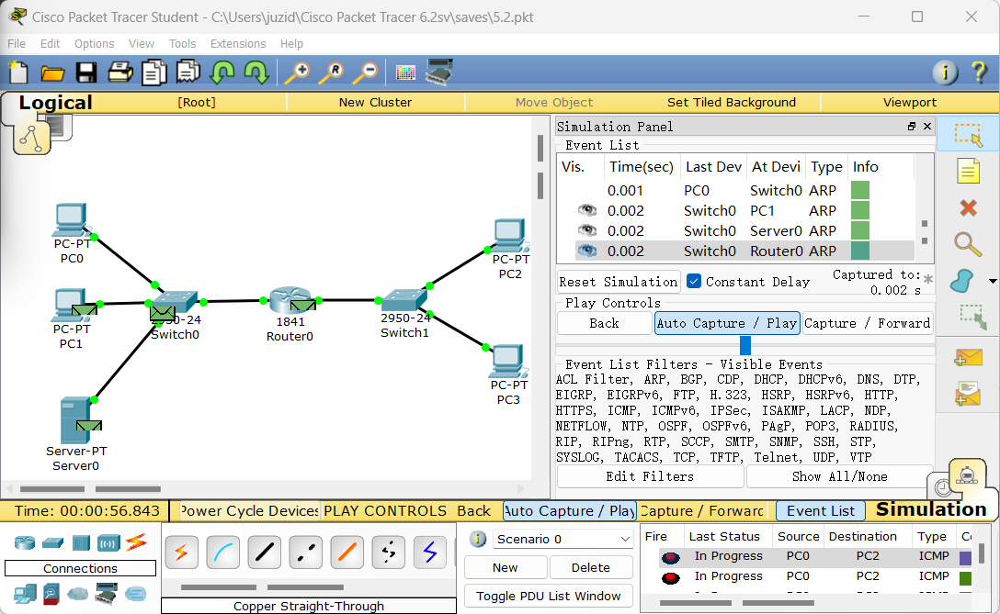 Cisco Packet Tracer Student - C:\Users\juzid\Cisco Packet Tracer 6.2sv\saves\5.2.pkt
File Edit Options View Tools Extensions Help
Logical [Root] New Cluster Move Object Set Tiled Background Viewport
PC-PT
PC0
PC-PT
PC1
2950-24
Switch0
Server-PT
Server0
1841
Router0
2950-24
Switch1
PC-PT
PC2
PC-PT
PC3
Simulation Panel
Event List
Vis. Time(sec) Last Dev At Devi Type Info
0.001 PC0 Switch0 ARP
0.002 Switch0 PC1 ARP
0.002 Switch0 Server0 ARP
0.002 Switch0 Router0 ARP
Reset Simulation Constant Delay Captured to: *
0.002 s
Play Controls
Back Auto Capture / Play Capture / Forward
Event List Filters - Visible Events
ACL Filter, ARP, BGP, CDP, DHCP, DHCPv6, DNS, DTP,
EIGRP, EIGRPv6, FTP, H.323, HSRP, HSRPv6, HTTP,
HTTPS, ICMP, ICMPv6, IPSec, ISAKMP, LACP, NDP,
NETFLOW, NTP, OSPF, OSPFv6, PAgP, POP3, RADIUS,
RIP, RIPng, RTP, SCCP, SMTP, SNMP, SSH, STP,
SYSLOG, TACACS, TCP, TFTP, Telnet, UDP, VTP
Edit Filters Show All/None
Time: 00:00:56.843 Power Cycle Devices PLAY CONTROLS Back Auto Capture / Play Capture / Forward Event List Simulation
Connections
Copper Straight-Through
Scenario 0
New Delete
Toggle PDU List Window
Fire Last Status Source Destination Type Co
In Progress PC0 PC2 ICMP
In Progress PC0 PC2 ICMP